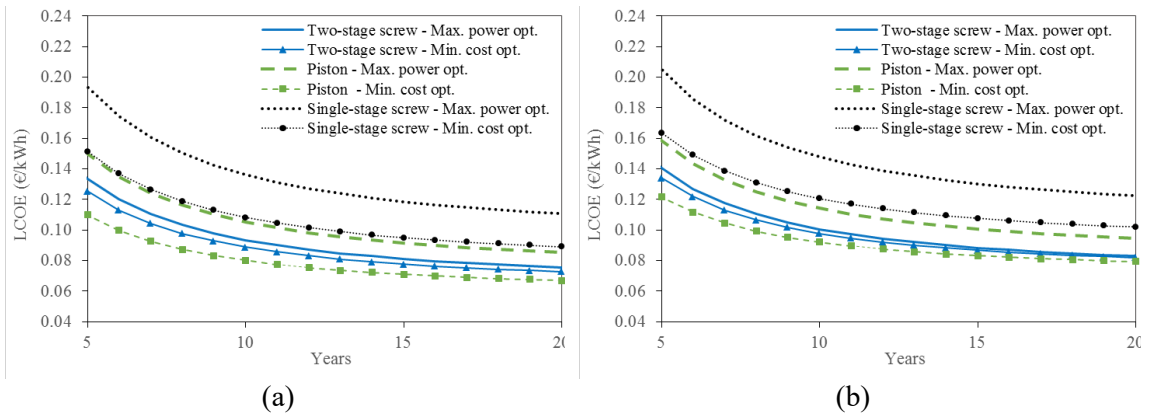 0.24
0.22
0.20
0.18
0.16
0.14
0.12
0.10
0.08
0.06
0.04
LCOE (€/kWh)
Two-stage screw - Max. power opt.
Two-stage screw - Min. cost opt.
Piston - Max. power opt.
Piston - Min. cost opt.
Single-stage screw - Max. power opt.
Single-stage screw - Min. cost opt.
5 10 15 20
Years
(a)
0.24
0.22
0.20
0.18
0.16
0.14
0.12
0.10
0.08
0.06
0.04
LCOE (€/kWh)
Two-stage screw - Max. power opt.
Two-stage screw - Min. cost opt.
Piston - Max. power opt.
Piston - Min. cost opt.
Single-stage screw - Max. power opt.
Single-stage screw - Min. cost opt.
5 10 15 20
Years
(b)